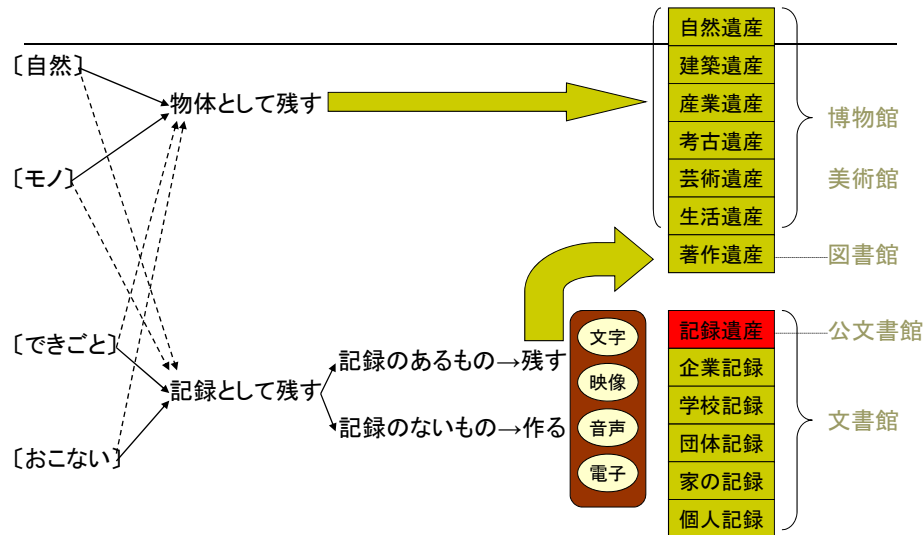 〔自然〕
〔モノ〕
〔できごと〕
〔おこない〕
物体として残す
記録として残す
記録のあるもの→残す
記録のないもの→作る
文字
映像
音声
電子
自然遺産
建築遺産
産業遺産
考古遺産
芸術遺産
生活遺産
著作遺産
記録遺産
企業記録
学校記録
団体記録
家の記録
個人記録
博物館
美術館
図書館
公文書館
文書館